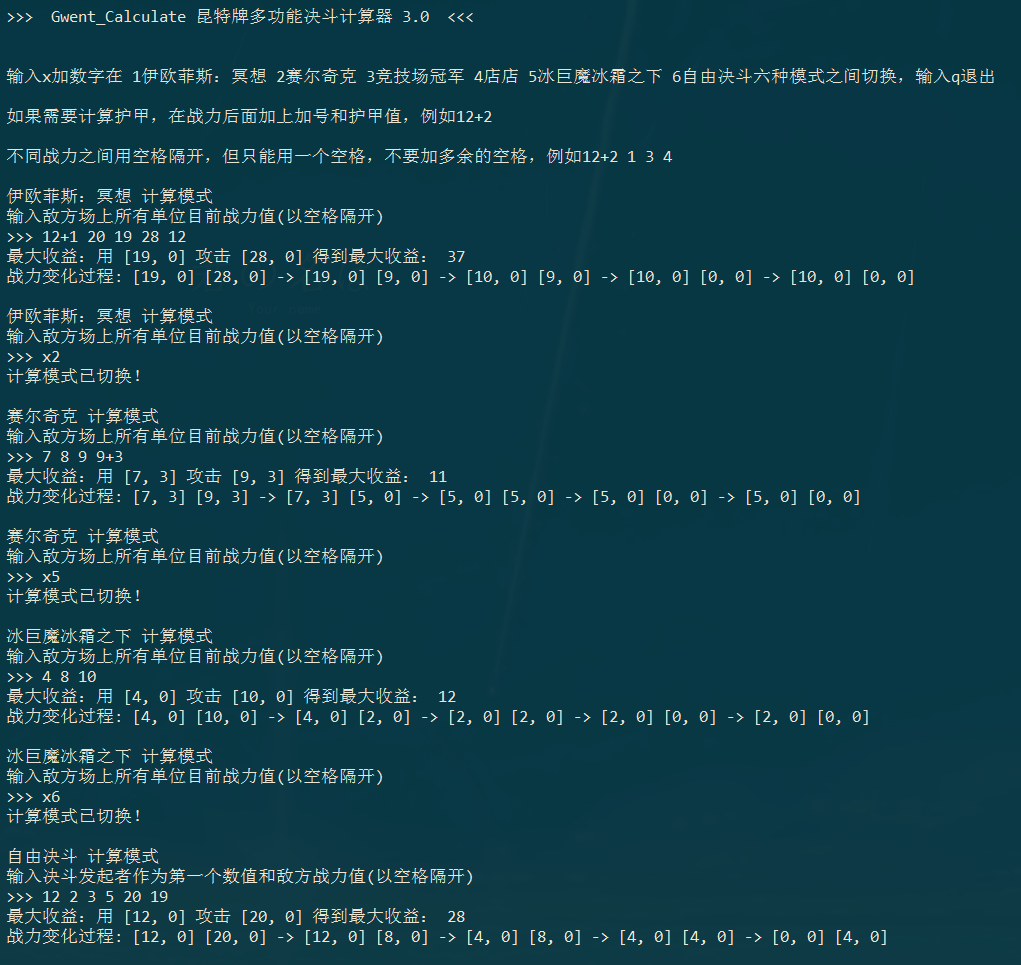 >>>  Gwent_Calculate 昆特牌多功能决斗计算器 3.0  <<<
输入x加数字在 1伊欧菲斯：冥想 2赛尔奇克 3竞技场冠军 4店店 5冰巨魔冰霜之下 6自由决斗六种模式之间切换，输入q退出
如果需要计算护甲，在战力后面加上加号和护甲值，例如12+2
不同战力之间用空格隔开，但只能用一个空格，不要加多余的空格，例如12+2 1 3 4
伊欧菲斯：冥想 计算模式
输入敌方场上所有单位目前战力值(以空格隔开)
>>> 12+1 20 19 28 12
最大收益：用 [19, 0] 攻击 [28, 0] 得到最大收益： 37
战力变化过程：[19, 0] [28, 0] -> [19, 0] [9, 0] -> [10, 0] [9, 0] -> [10, 0] [0, 0] -> [10, 0] [0, 0]
伊欧菲斯：冥想 计算模式
输入敌方场上所有单位目前战力值(以空格隔开)
>>> x2
计算模式已切换！
赛尔奇克 计算模式
输入敌方场上所有单位目前战力值(以空格隔开)
>>> 7 8 9 9+3
最大收益：用 [7, 3] 攻击 [9, 3] 得到最大收益： 11
战力变化过程：[7, 3] [9, 3] -> [7, 3] [5, 0] -> [5, 0] [5, 0] -> [5, 0] [0, 0] -> [5, 0] [0, 0]
赛尔奇克 计算模式
输入敌方场上所有单位目前战力值(以空格隔开)
>>> x5
计算模式已切换！
冰巨魔冰霜之下 计算模式
输入敌方场上所有单位目前战力值(以空格隔开)
>>> 4 8 10
最大收益：用 [4, 0] 攻击 [10, 0] 得到最大收益： 12
战力变化过程：[4, 0] [10, 0] -> [4, 0] [2, 0] -> [2, 0] [2, 0] -> [2, 0] [0, 0] -> [2, 0] [0, 0]
冰巨魔冰霜之下 计算模式
输入敌方场上所有单位目前战力值(以空格隔开)
>>> x6
计算模式已切换！
自由决斗 计算模式
输入决斗发起者作为第一个数值和敌方战力值(以空格隔开)
>>> 12 2 3 5 20 19
最大收益：用 [12, 0] 攻击 [20, 0] 得到最大收益： 28
战力变化过程：[12, 0] [20, 0] -> [12, 0] [8, 0] -> [4, 0] [8, 0] -> [4, 0] [4, 0] -> [0, 0] [4, 0]